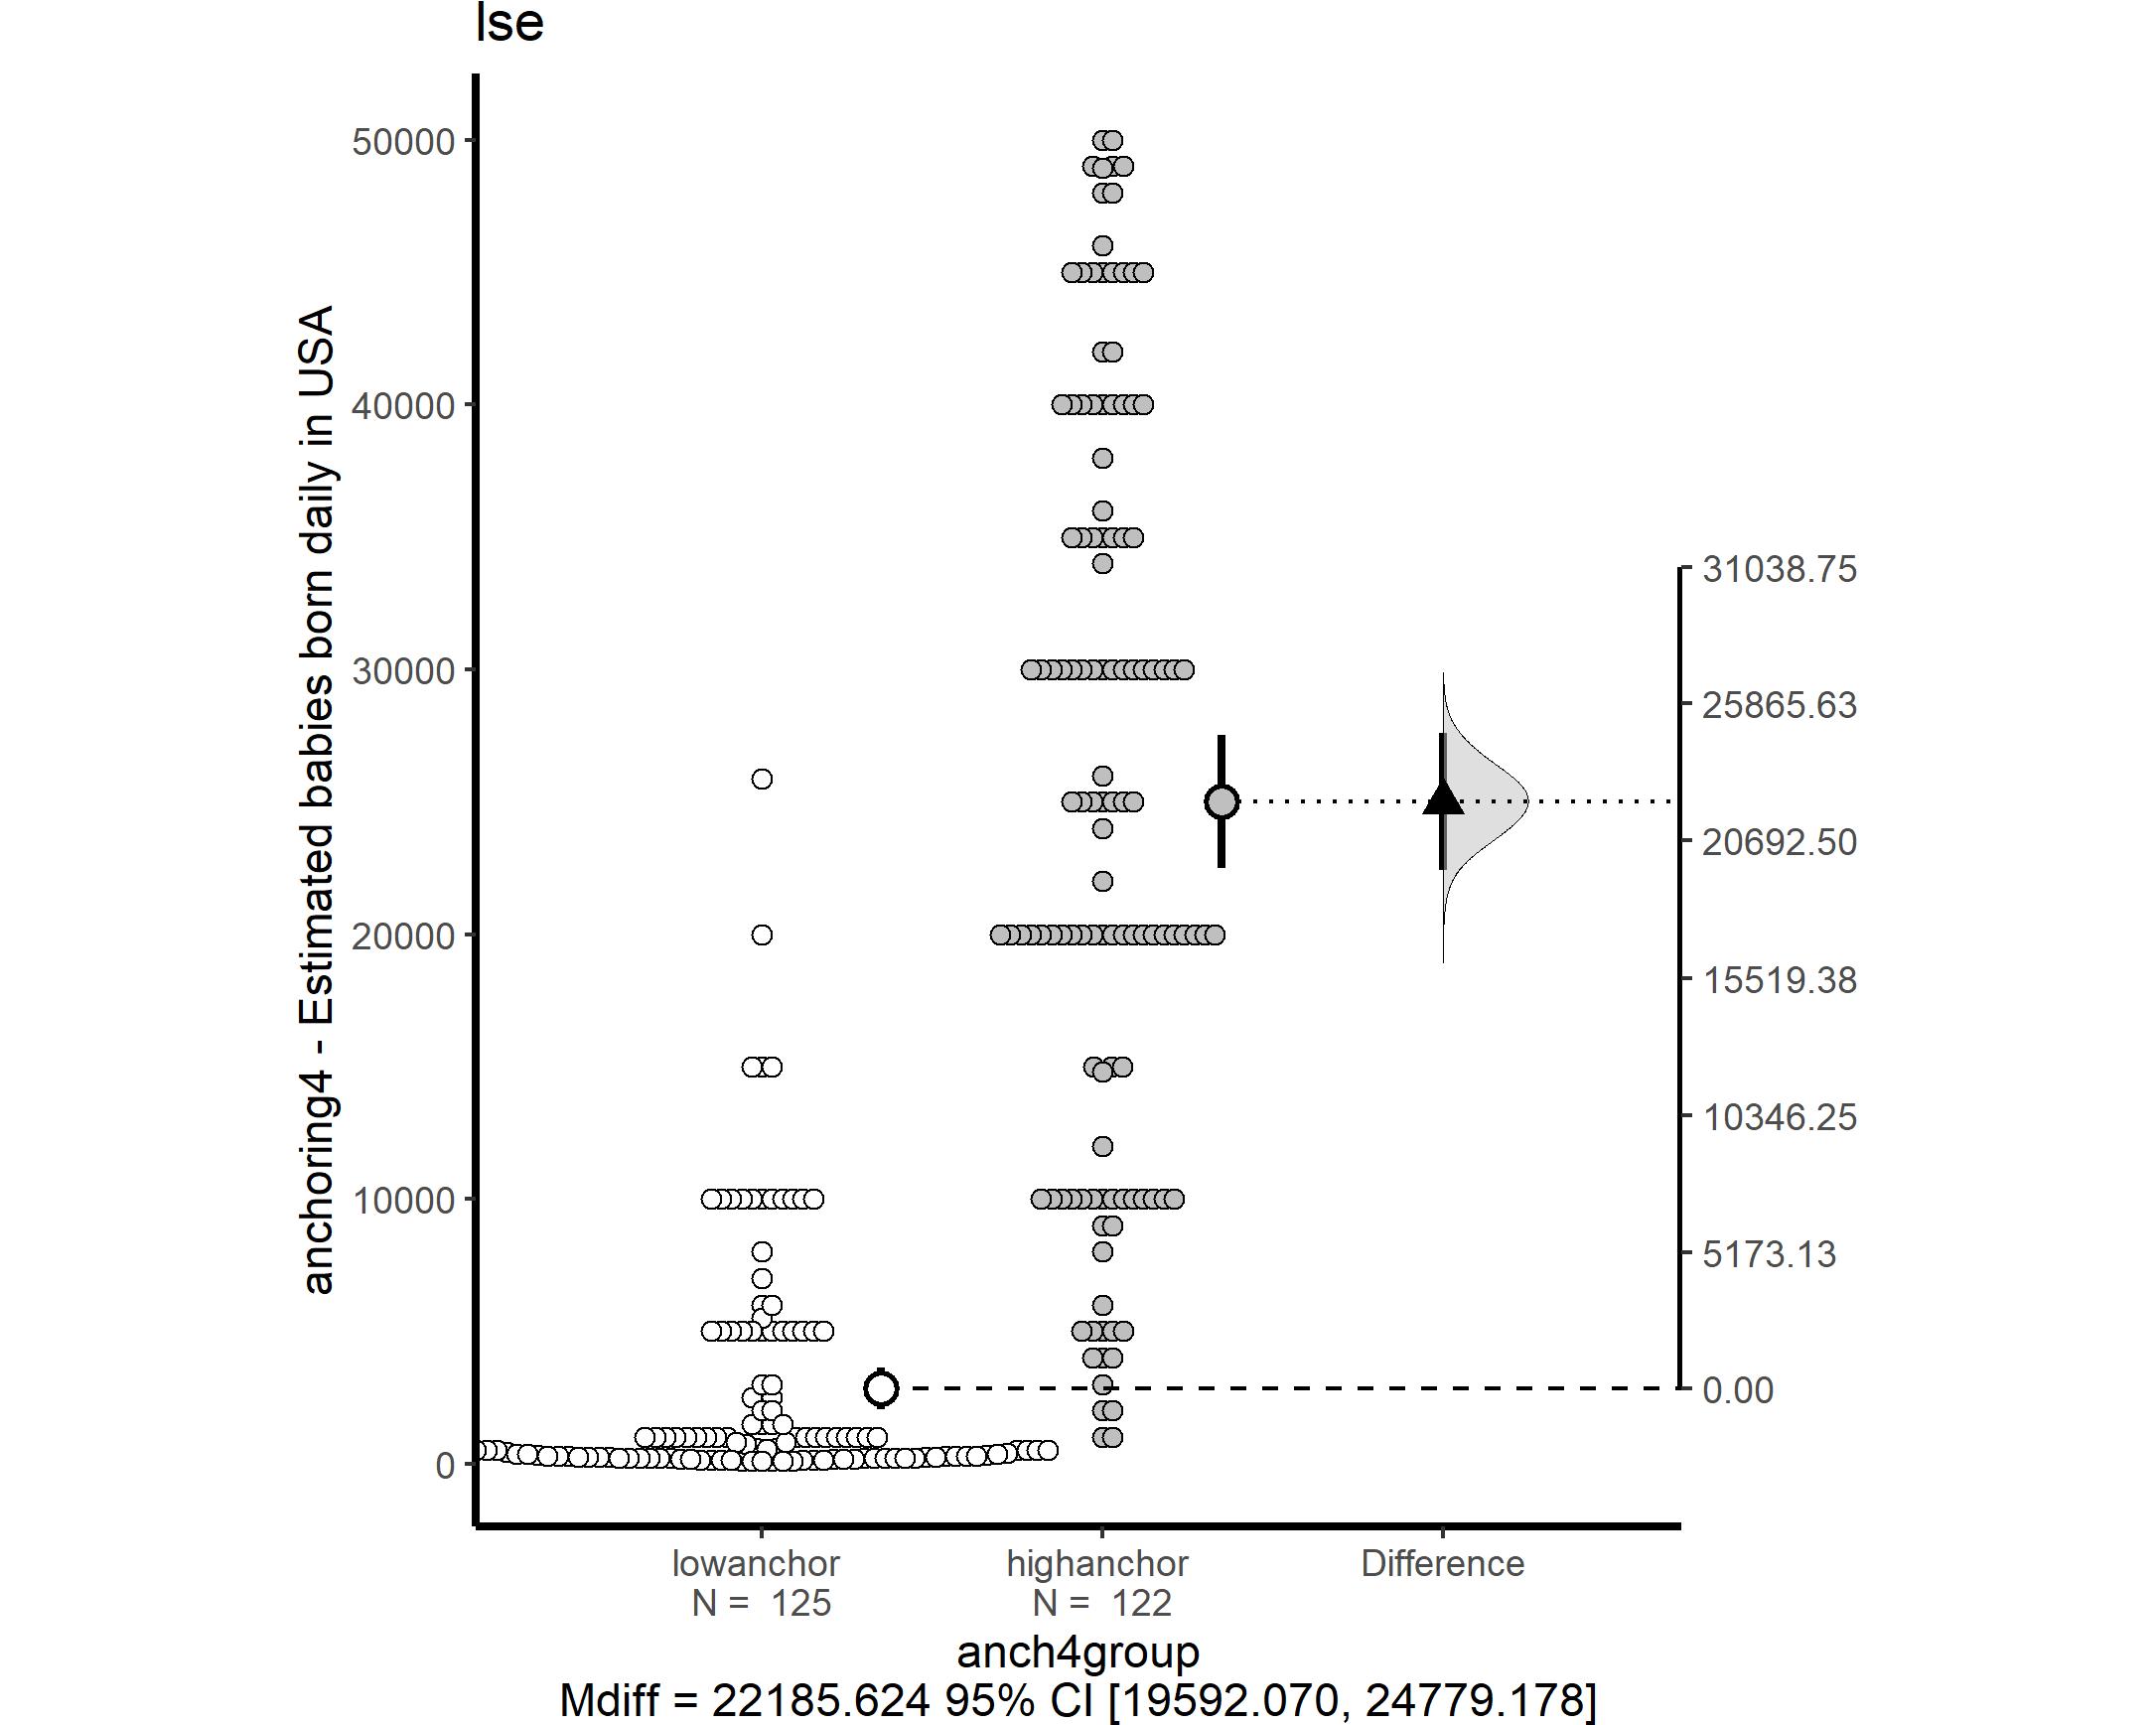 lse
anchoring4 - Estimated babies born daily in USA
50000
40000
30000
20000
10000
0
31038.75
25865.63
20692.50
15519.38
10346.25
5173.13
0.00
lowanchor
N =  125
highanchor
N =  122
Difference
anch4group
Mdiff = 22185.624 95% CI [19592.070, 24779.178]